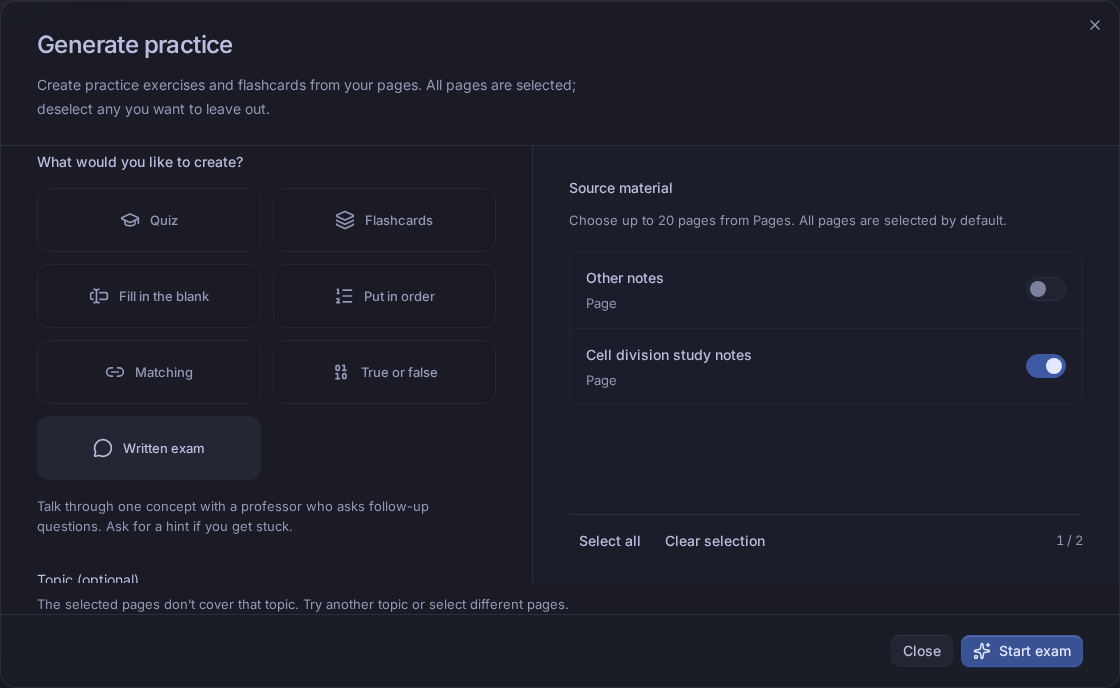 Generate practice
Create practice exercises and flashcards from your pages. All pages are selected;
deselect any you want to leave out.
What would you like to create?
Quiz
Flashcards
Fill in the blank
Put in order
Matching
True or false
Written exam
Talk through one concept with a professor who asks follow-up
questions. Ask for a hint if you get stuck.
Topic (optional)
Source material
Choose up to 20 pages from Pages. All pages are selected by default.
Other notes
Page
Cell division study notes
Page
Select all
Clear selection
1 / 2
The selected pages don’t cover that topic. Try another topic or select different pages.
Close
Start exam